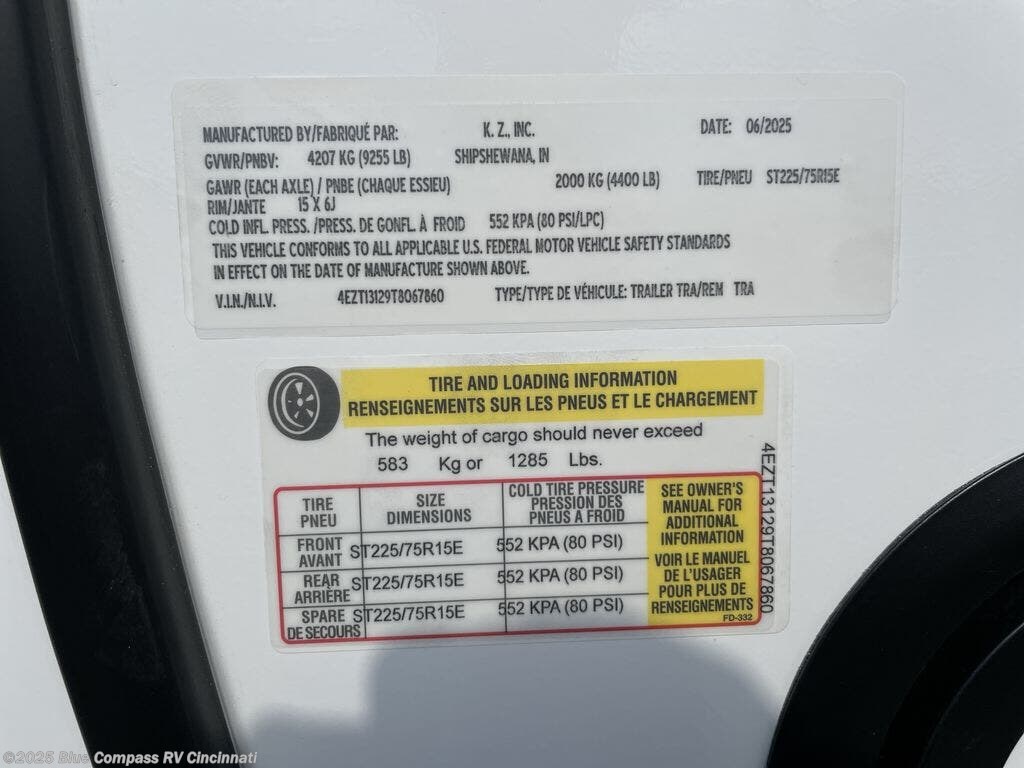 MANUFACTURED BY/FABRIQUÉ PAR: K. Z., INC. DATE: 06/2025
GVWR/PNBV: 4207 KG (9255 LB) SHIPSHEWANA, IN
GAWR (EACH AXLE) / PNBE (CHAQUE ESSIEU) 2000 KG (4400 LB) TIRE/PNEU ST225/75R15E
RIM/JANTE 15 X 6J
COLD INFL. PRESS. /PRESS. DE GONFL. À FROID 552 KPA (80 PSI/LPC)
THIS VEHICLE CONFORMS TO ALL APPLICABLE U.S. FEDERAL MOTOR VEHICLE SAFETY STANDARDS
IN EFFECT ON THE DATE OF MANUFACTURE SHOWN ABOVE.
V.I.N./N.I.V. 4EZT13129T8067860 TYPE/TYPE DE VÉHICULE: TRAILER TRA/REM TRA
TIRE AND LOADING INFORMATION
RENSEIGNEMENTS SUR LES PNEUS ET LE CHARGEMENT
The weight of cargo should never exceed
583 Kg or 1285 Lbs.
TIRE
PNEU
SIZE
DIMENSIONS
COLD TIRE PRESSURE
PRESSION DES
PNEUS A FROID
FRONT
AVANT
ST225/75R15E
552 KPA (80 PSI)
REAR
ARRIÈRE
ST225/75R15E
552 KPA (80 PSI)
SPARE
DE SECOURS
ST225/75R15E
552 KPA (80 PSI)
SEE OWNER'S
MANUAL FOR
ADDITIONAL
INFORMATION
VOIR LE MANUEL
DE L'USAGER
POUR PLUS DE
RENSEIGNEMENTS
FD-332
4EZT13129T8067860
©2025 Blue Compass RV Cincinnati